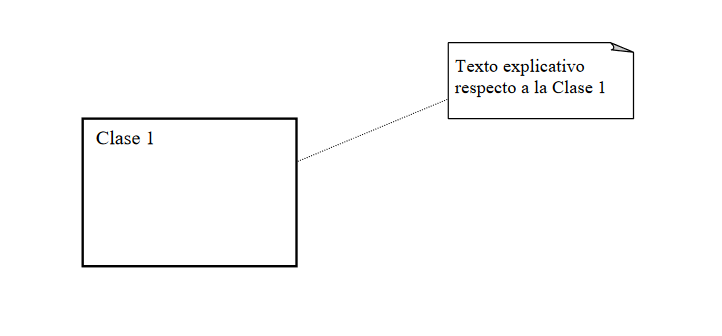 Texto explicativo
respecto a la Clase 1
Clase 1